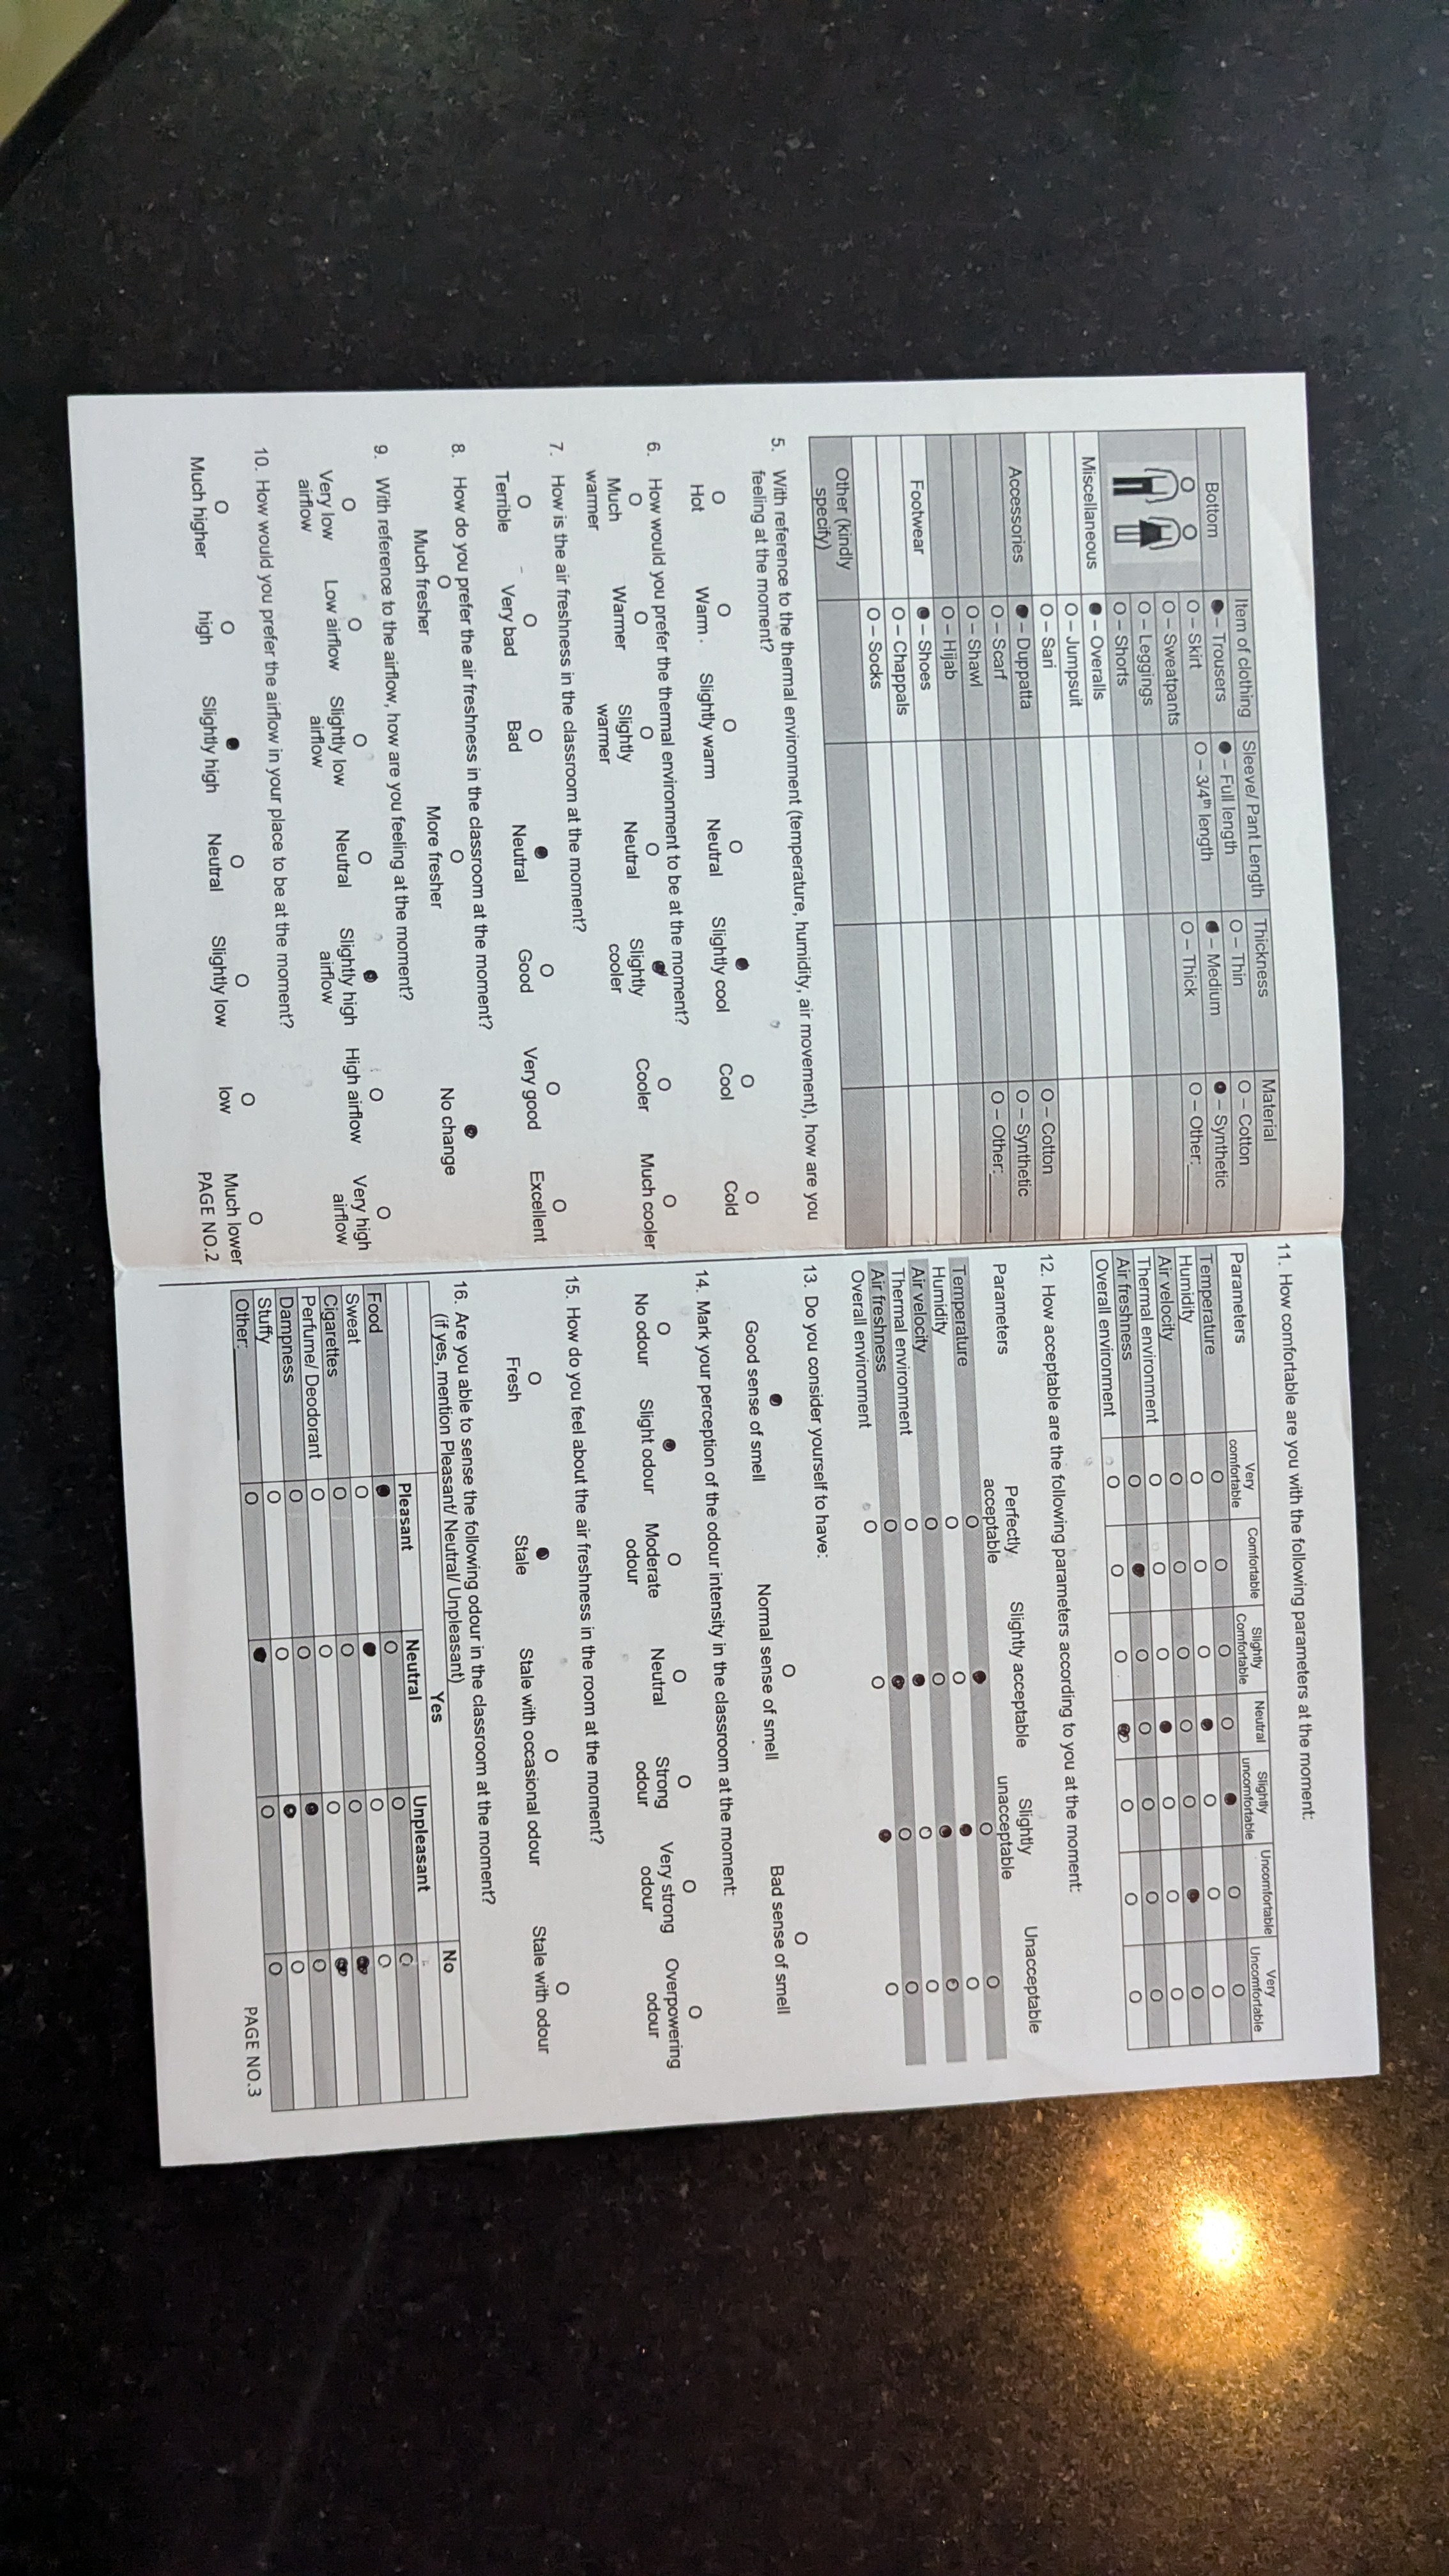 Item of clothing Sleeve/ Pant Length Thickness Material
Bottom ● – Trousers ● – Full length O – Thin O – Cotton
O – Skirt O – 3/4th length ● – Medium ● – Synthetic
O – Sweatpants O – Thick O – Other:______
O – Leggings
O – Shorts
Miscellaneous ● – Overalls
O – Jumpsuit
O – Sari O – Cotton
Accessories ● – Duppatta O – Synthetic
O – Scarf O – Other:______
O – Shawl
O – Hijab
Footwear ● – Shoes
O – Chappals
O – Socks
Other (kindly
specify)
5. With reference to the thermal environment (temperature, humidity, air movement), how are you
feeling at the moment?
O O O O ● O O
Hot Warm Slightly warm Neutral Slightly cool Cool Cold
6. How would you prefer the thermal environment to be at the moment?
O O O O ● O O
Much Warmer Slightly Neutral Slightly Cooler Much cooler
warmer warmer cooler
7. How is the air freshness in the classroom at the moment?
O O O ● O O O
Terrible Very bad Bad Neutral Good Very good Excellent
8. How do you prefer the air freshness in the classroom at the moment?
O O ●
Much fresher More fresher No change
9. With reference to the airflow, how are you feeling at the moment?
O O O O ● O O
Very low Low airflow Slightly low Neutral Slightly high High airflow Very high
airflow airflow airflow airflow
10. How would you prefer the airflow in your place to be at the moment?
O O ● O O O O
Much higher high Slightly high Neutral Slightly low low Much lower
PAGE NO.2
11. How comfortable are you with the following parameters at the moment:
Parameters Very comfortable Comfortable Slightly Comfortable Neutral Slightly uncomfortable Uncomfortable Very Uncomfortable
Temperature O O O O ● O O
Humidity O O O ● O O O
Air velocity O O O O O ● O
Thermal environment O O O ● O O O
Air freshness O ● O O O O O
Overall environment O O O ● O O O
12. How acceptable are the following parameters according to you at the moment:
Parameters Perfectly acceptable Slightly acceptable Slightly unacceptable Unacceptable
Temperature O ● O O
Humidity O O ● O
Air velocity O O ● O
Thermal environment O ● O O
Air freshness O ● O O
Overall environment O O ● O
13. Do you consider yourself to have:
● O O
Good sense of smell Normal sense of smell Bad sense of smell
14. Mark your perception of the odour intensity in the classroom at the moment:
O ● O O O O O
No odour Slight odour Moderate Neutral Strong Very strong Overpowering
odour odour odour odour
15. How do you feel about the air freshness in the room at the moment?
O ● O O
Fresh Stale Stale with occasional odour Stale with odour
16. Are you able to sense the following odour in the classroom at the moment?
(if yes, mention Pleasant/ Neutral/ Unpleasant)
Yes No
Pleasant Neutral Unpleasant
Food ● O O O
Sweat O ● O O
Cigarettes O O O ●
Perfume/ Deodorant O O O ●
Dampness O O ● O
Stuffy O O ● O
Other:__________ O ● O O
PAGE NO.3